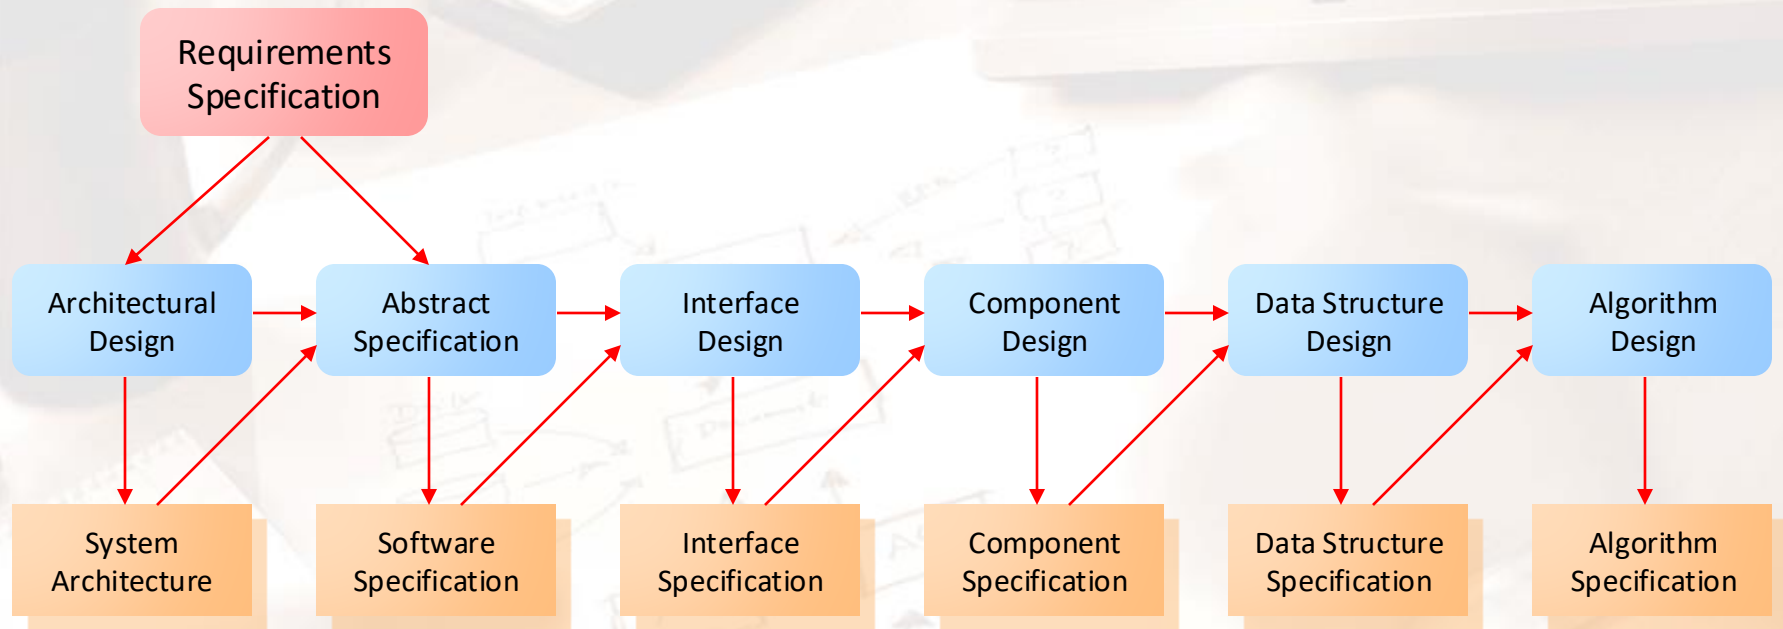 Requirements
Specification
Architectural
Design
Abstract
Specification
Interface
Design
Component
Design
Data Structure
Design
Algorithm
Design
System
Architecture
Software
Specification
Interface
Specification
Component
Specification
Data Structure
Specification
Algorithm
Specification